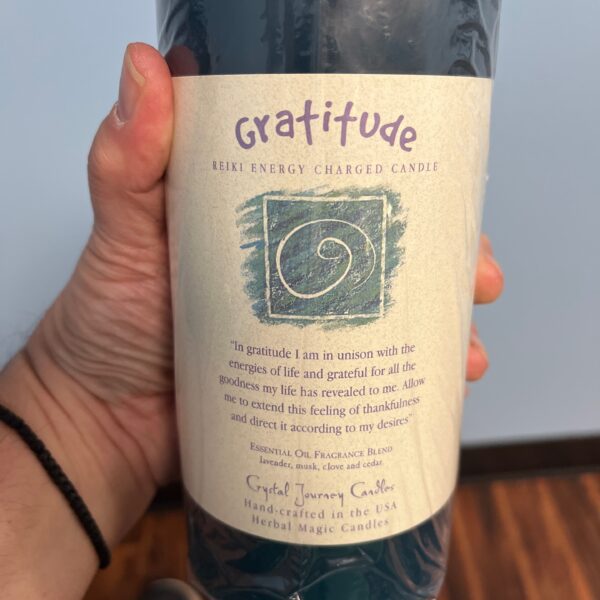 Gratitude
REIKI ENERGY CHARGED CANDLE
"In gratitude I am in unison with the
energies of life and grateful for all the
goodness my life has revealed to me. Allow
me to extend this feeling of thankfulness
and direct it according to my desires"
ESSENTIAL OIL FRAGRANCE BLEND
lavender, musk, clove and cedar
Crystal Journey Candles
Hand-crafted in the USA
Herbal Magic Candles